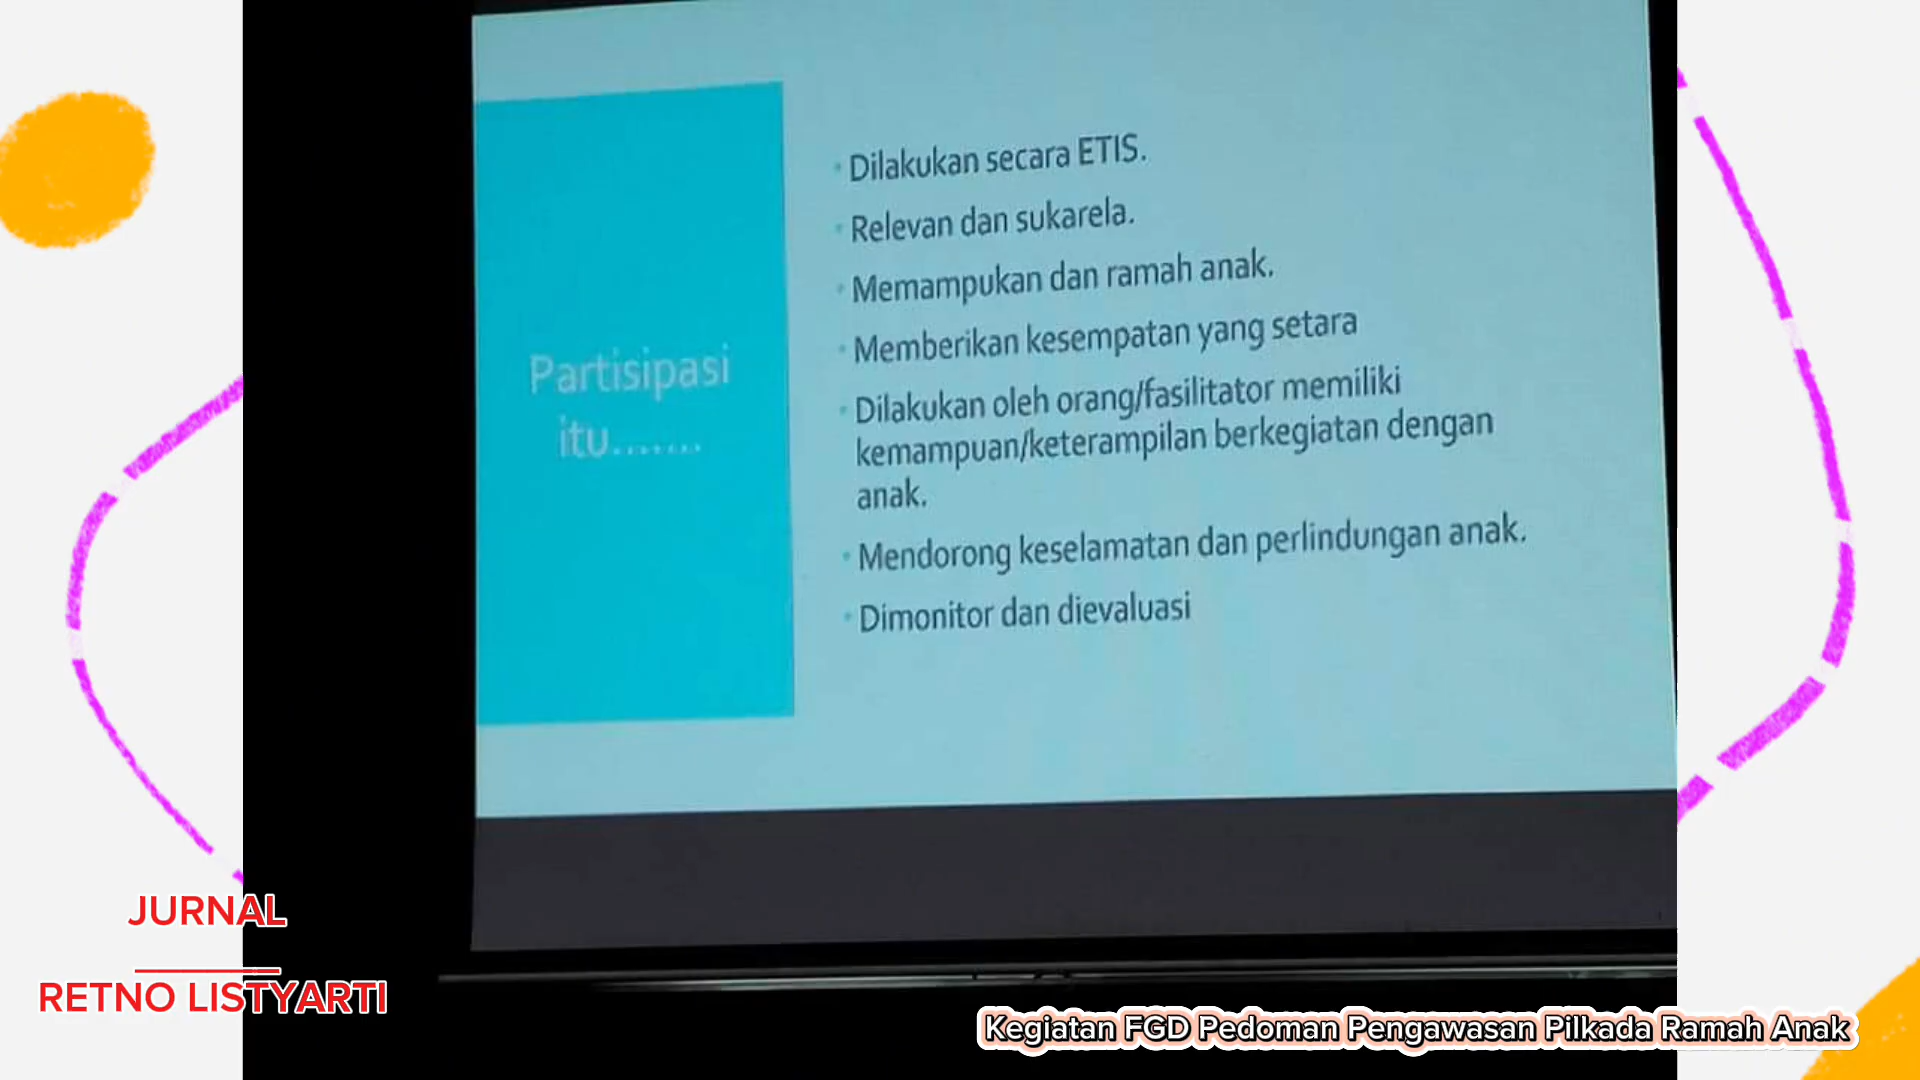 Partisipasi
itu........
Dilakukan secara ETIS.
Relevan dan sukarela.
Memampukan dan ramah anak.
Memberikan kesempatan yang setara
Dilakukan oleh orang/fasilitator memiliki
kemampuan/keterampilan berkegiatan dengan
anak.
Mendorong keselamatan dan perlindungan anak.
Dimonitor dan dievaluasi
JURNAL
RETNO LISTYARTI
Kegiatan FGD Pedoman Pengawasan Pilkada Ramah Anak